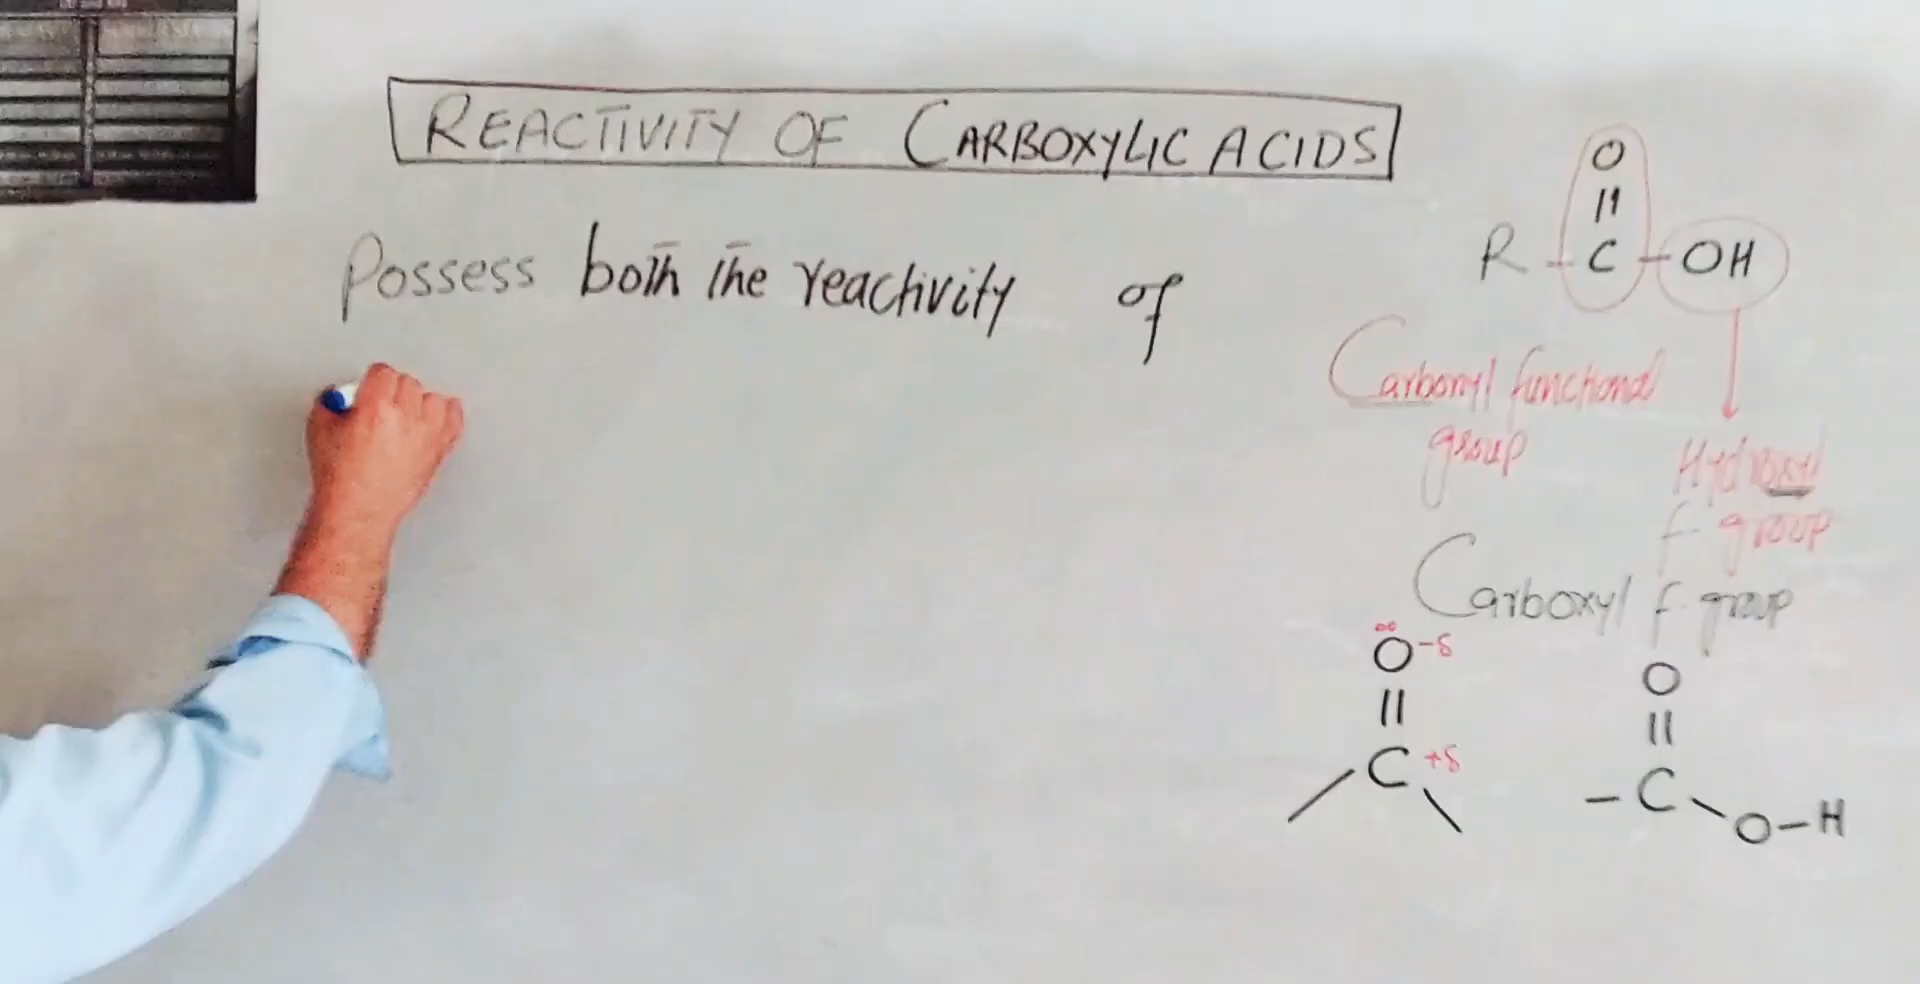 REACTIVITY OF CARBOXYLIC ACIDS
Possess both the reactivity of
O
||
R - C - OH
Carbonyl functional
group
Hydroxyl
f. group
Carboxyl f. group
O -δ
||
C +δ
O
||
- C
O - H